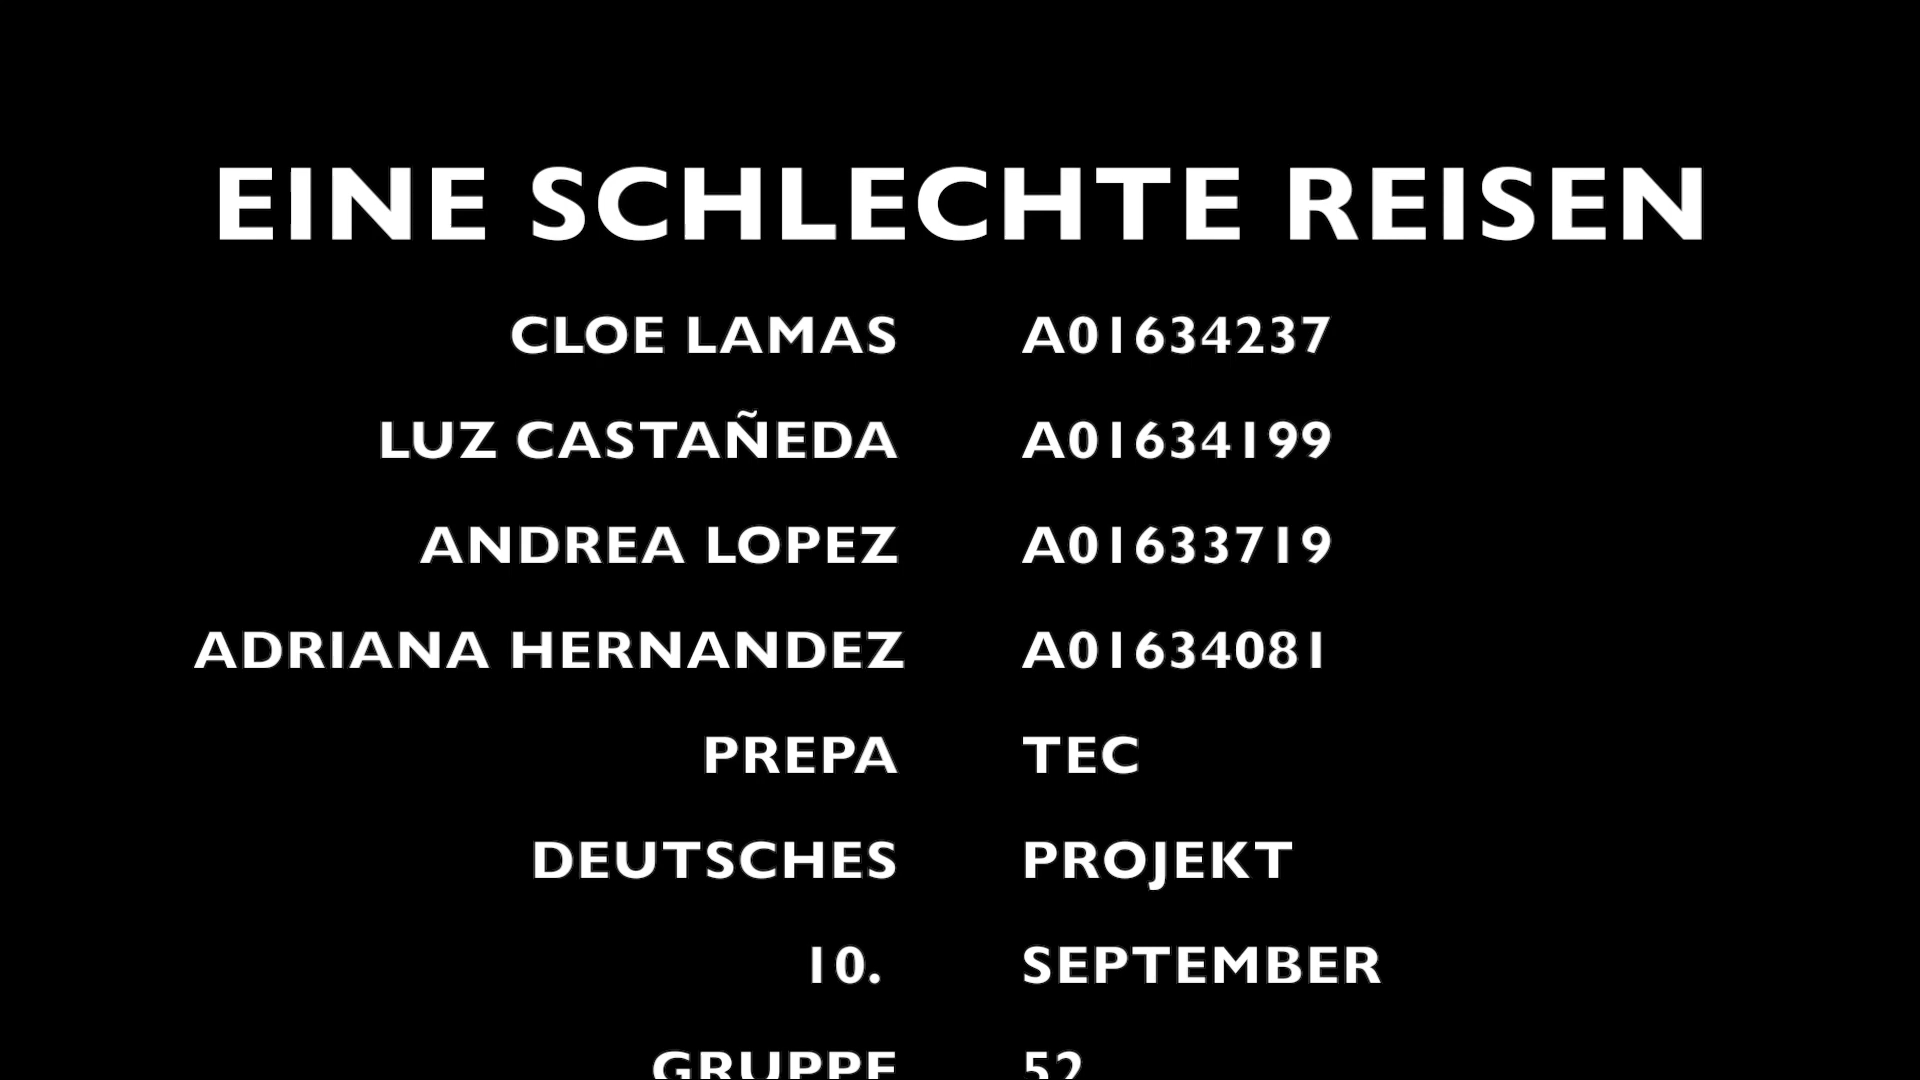 EINE SCHLECHTE REISEN
CLOE LAMAS A01634237
LUZ CASTAÑEDA A01634199
ANDREA LOPEZ A01633719
ADRIANA HERNANDEZ A01634081
PREPA TEC
DEUTSCHES PROJEKT
10. SEPTEMBER
GRUPPE 52